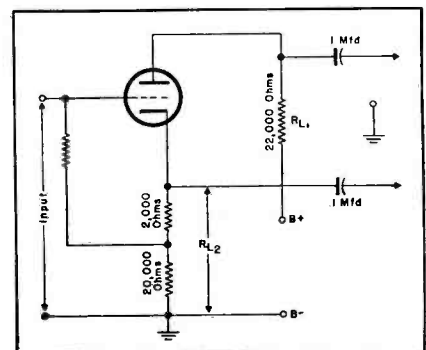 .1 Mfd
22,000 Ohms
RL1
2,000
Ohms
RL2
.1 Mfd
B+
Input
20,000
Ohms
B-